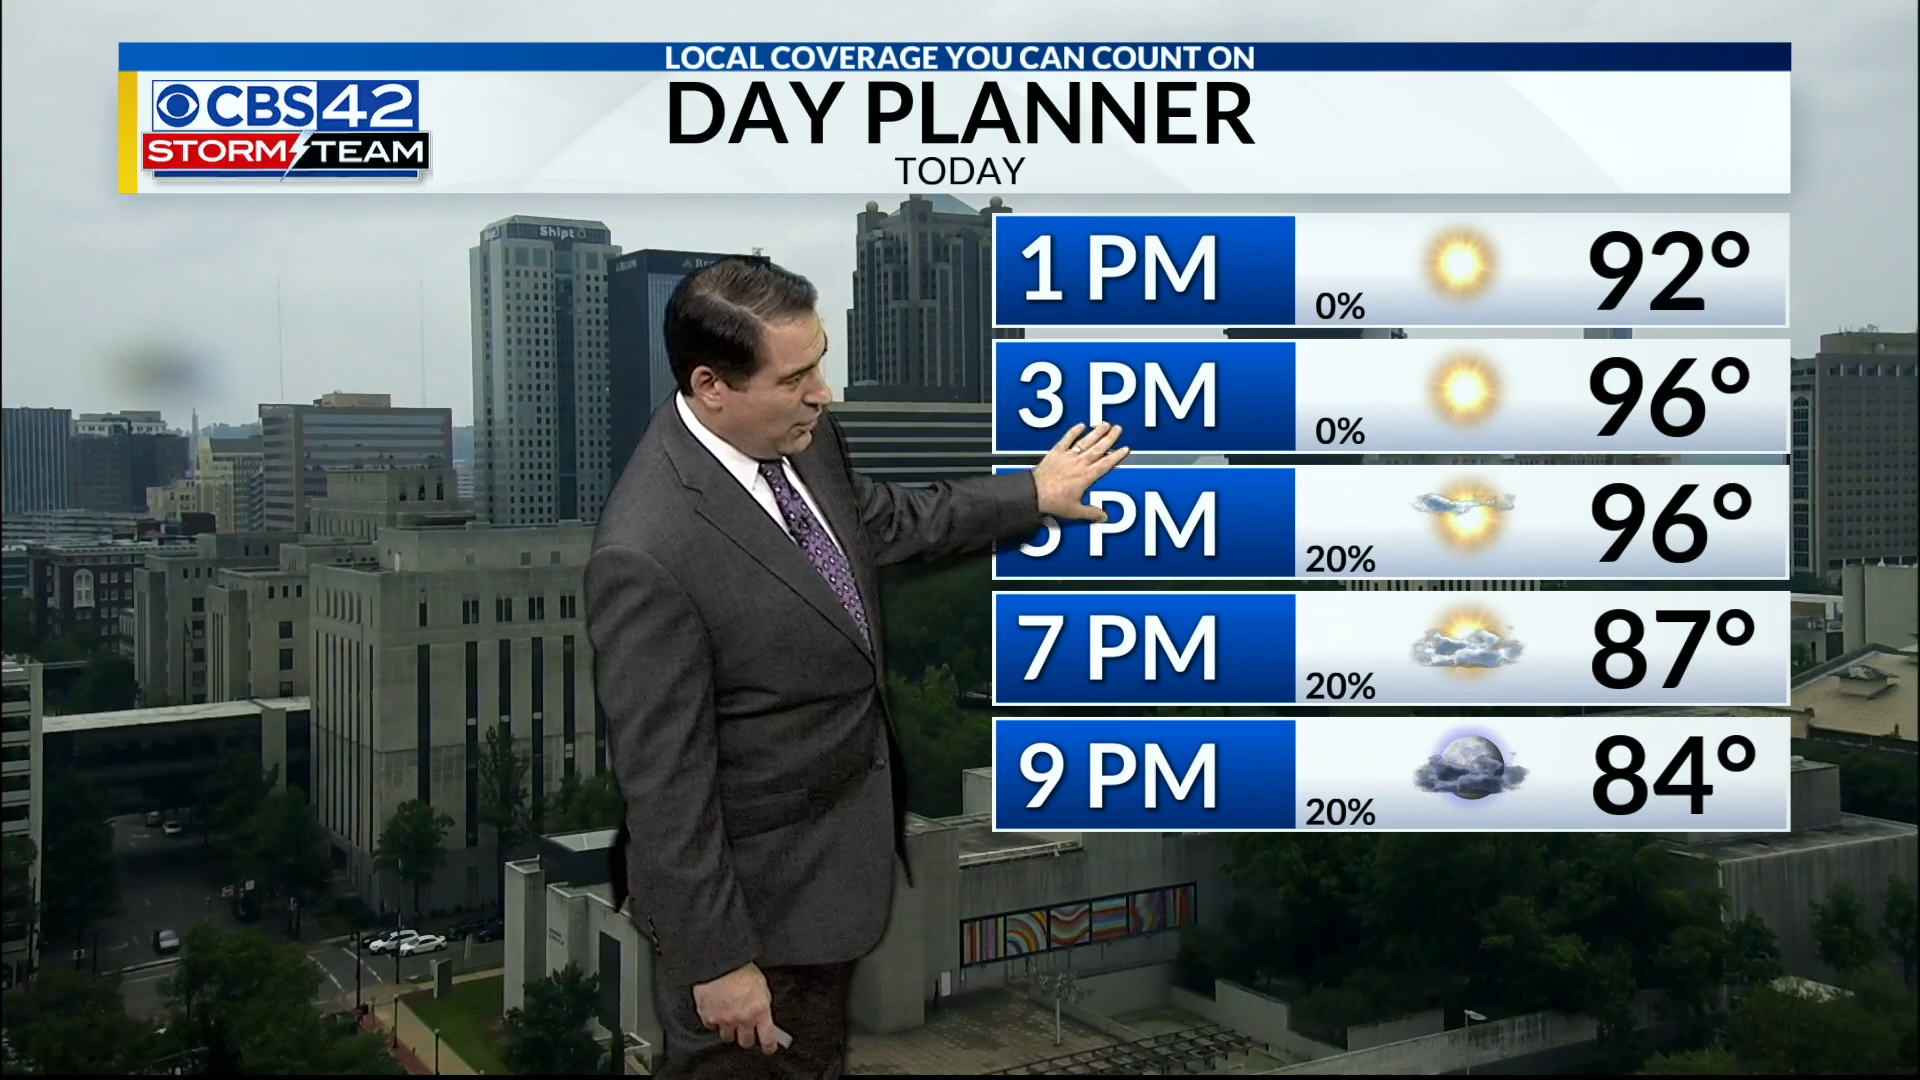 LOCAL COVERAGE YOU CAN COUNT ON
CBS 42
STORM TEAM
DAY PLANNER
TODAY
Shipt
1 PM 0% 92°
3 PM 0% 96°
PM 20% 96°
7 PM 20% 87°
9 PM 20% 84°